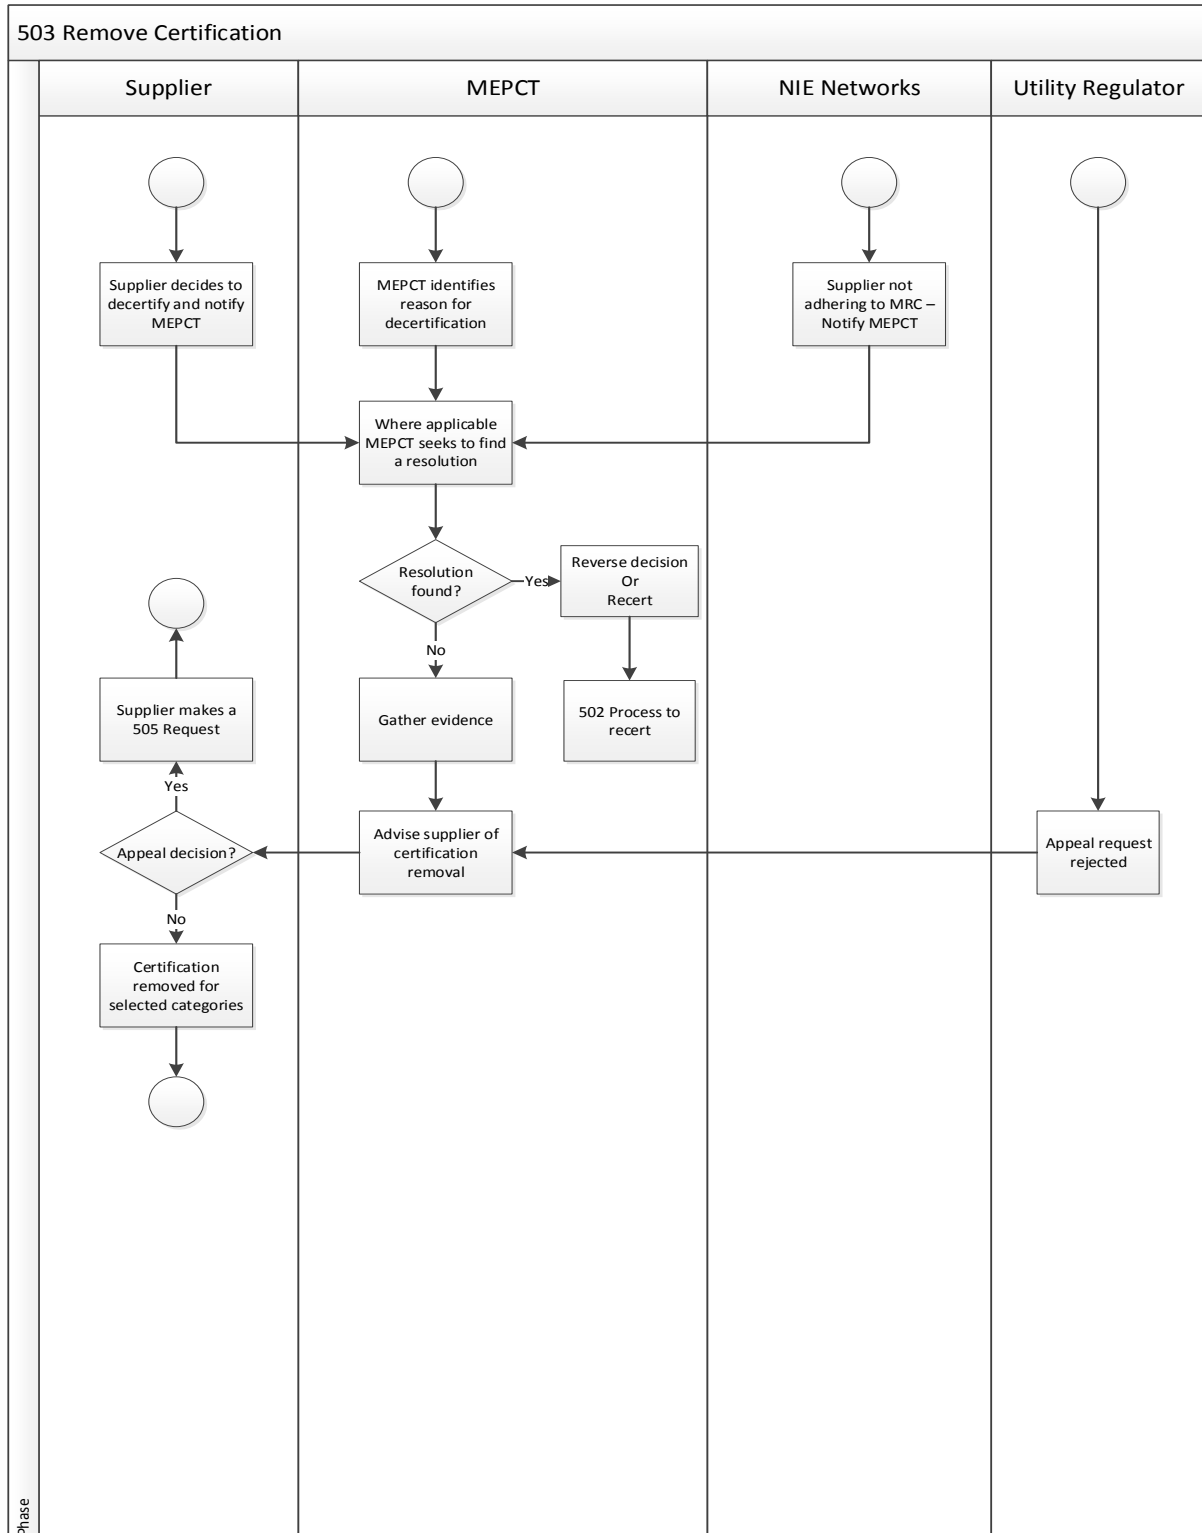 503 Remove Certification
Supplier
MEPCT
NIE Networks
Utility Regulator
Supplier decides to
decertify and notify
MEPCT
MEPCT identifies
reason for
decertification
Supplier not
adhering to MRC –
Notify MEPCT
Where applicable
MEPCT seeks to find
a resolution
Resolution
found?
Yes
Reverse decision
Or
Recert
No
Supplier makes a
505 Request
Gather evidence
502 Process to
recert
Yes
Appeal decision?
Advise supplier of
certification
removal
Appeal request
rejected
No
Certification
removed for
selected categories
Phase